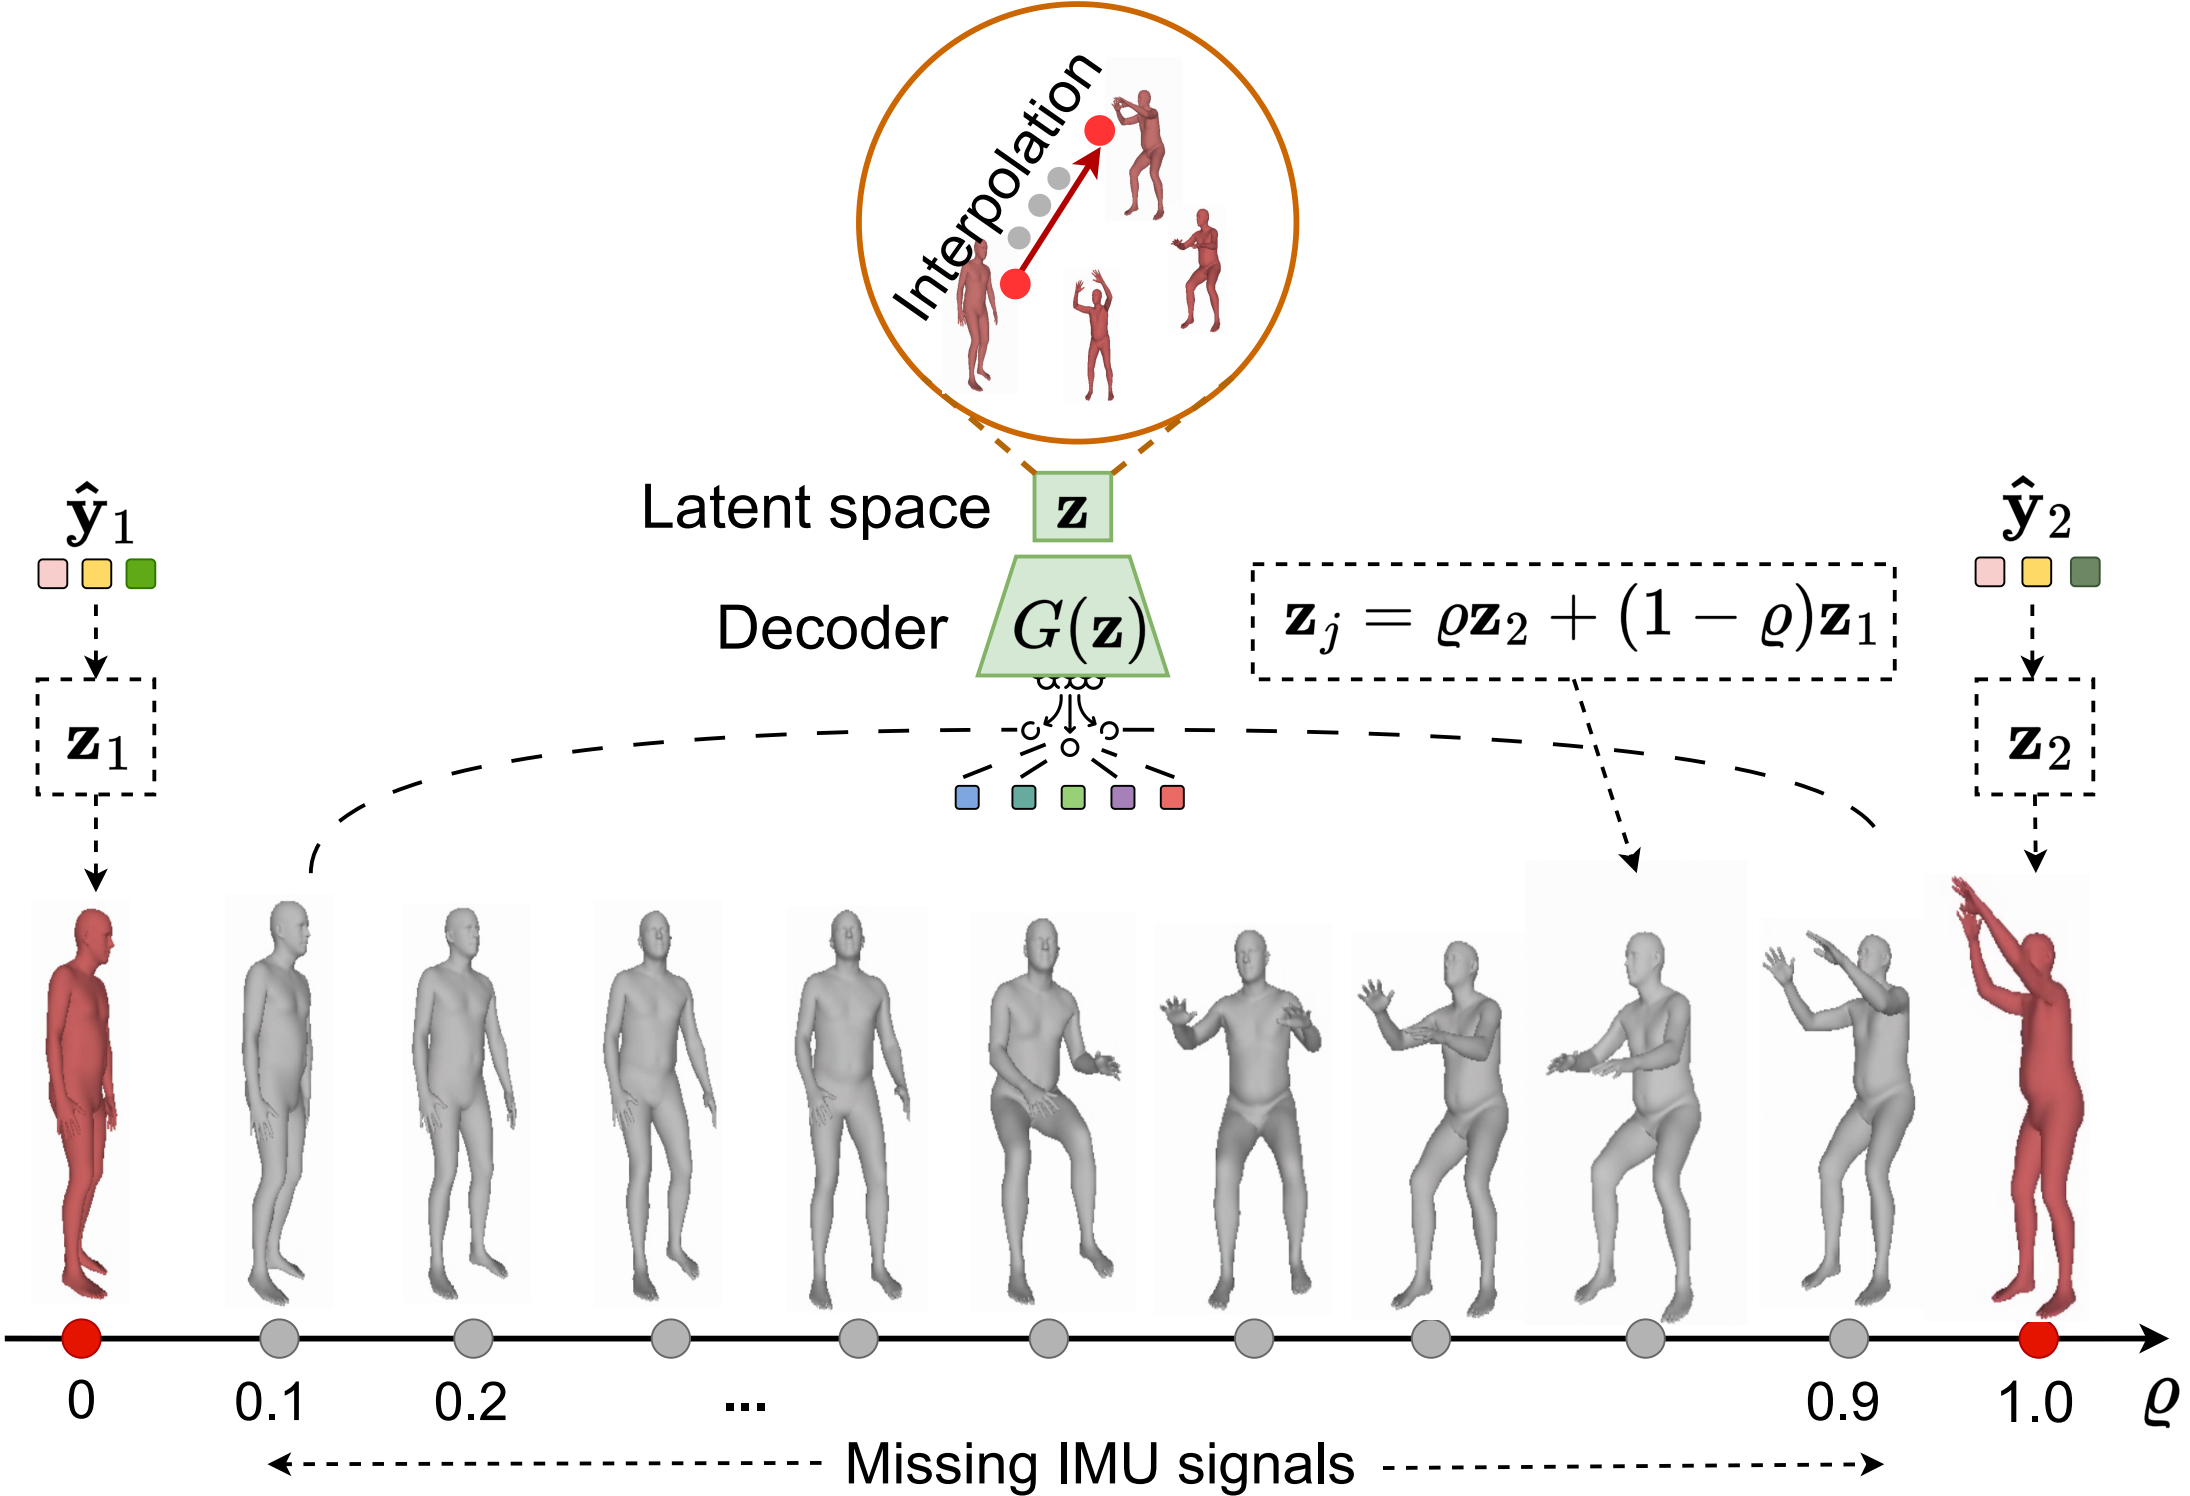 Interpolation
Latent space
z
ŷ₁
ŷ₂
Decoder
G(z)
z_j = ϱz₂ + (1 − ϱ)z₁
z₁
z₂
0
0.1
0.2
...
0.9
1.0
ϱ
Missing IMU signals